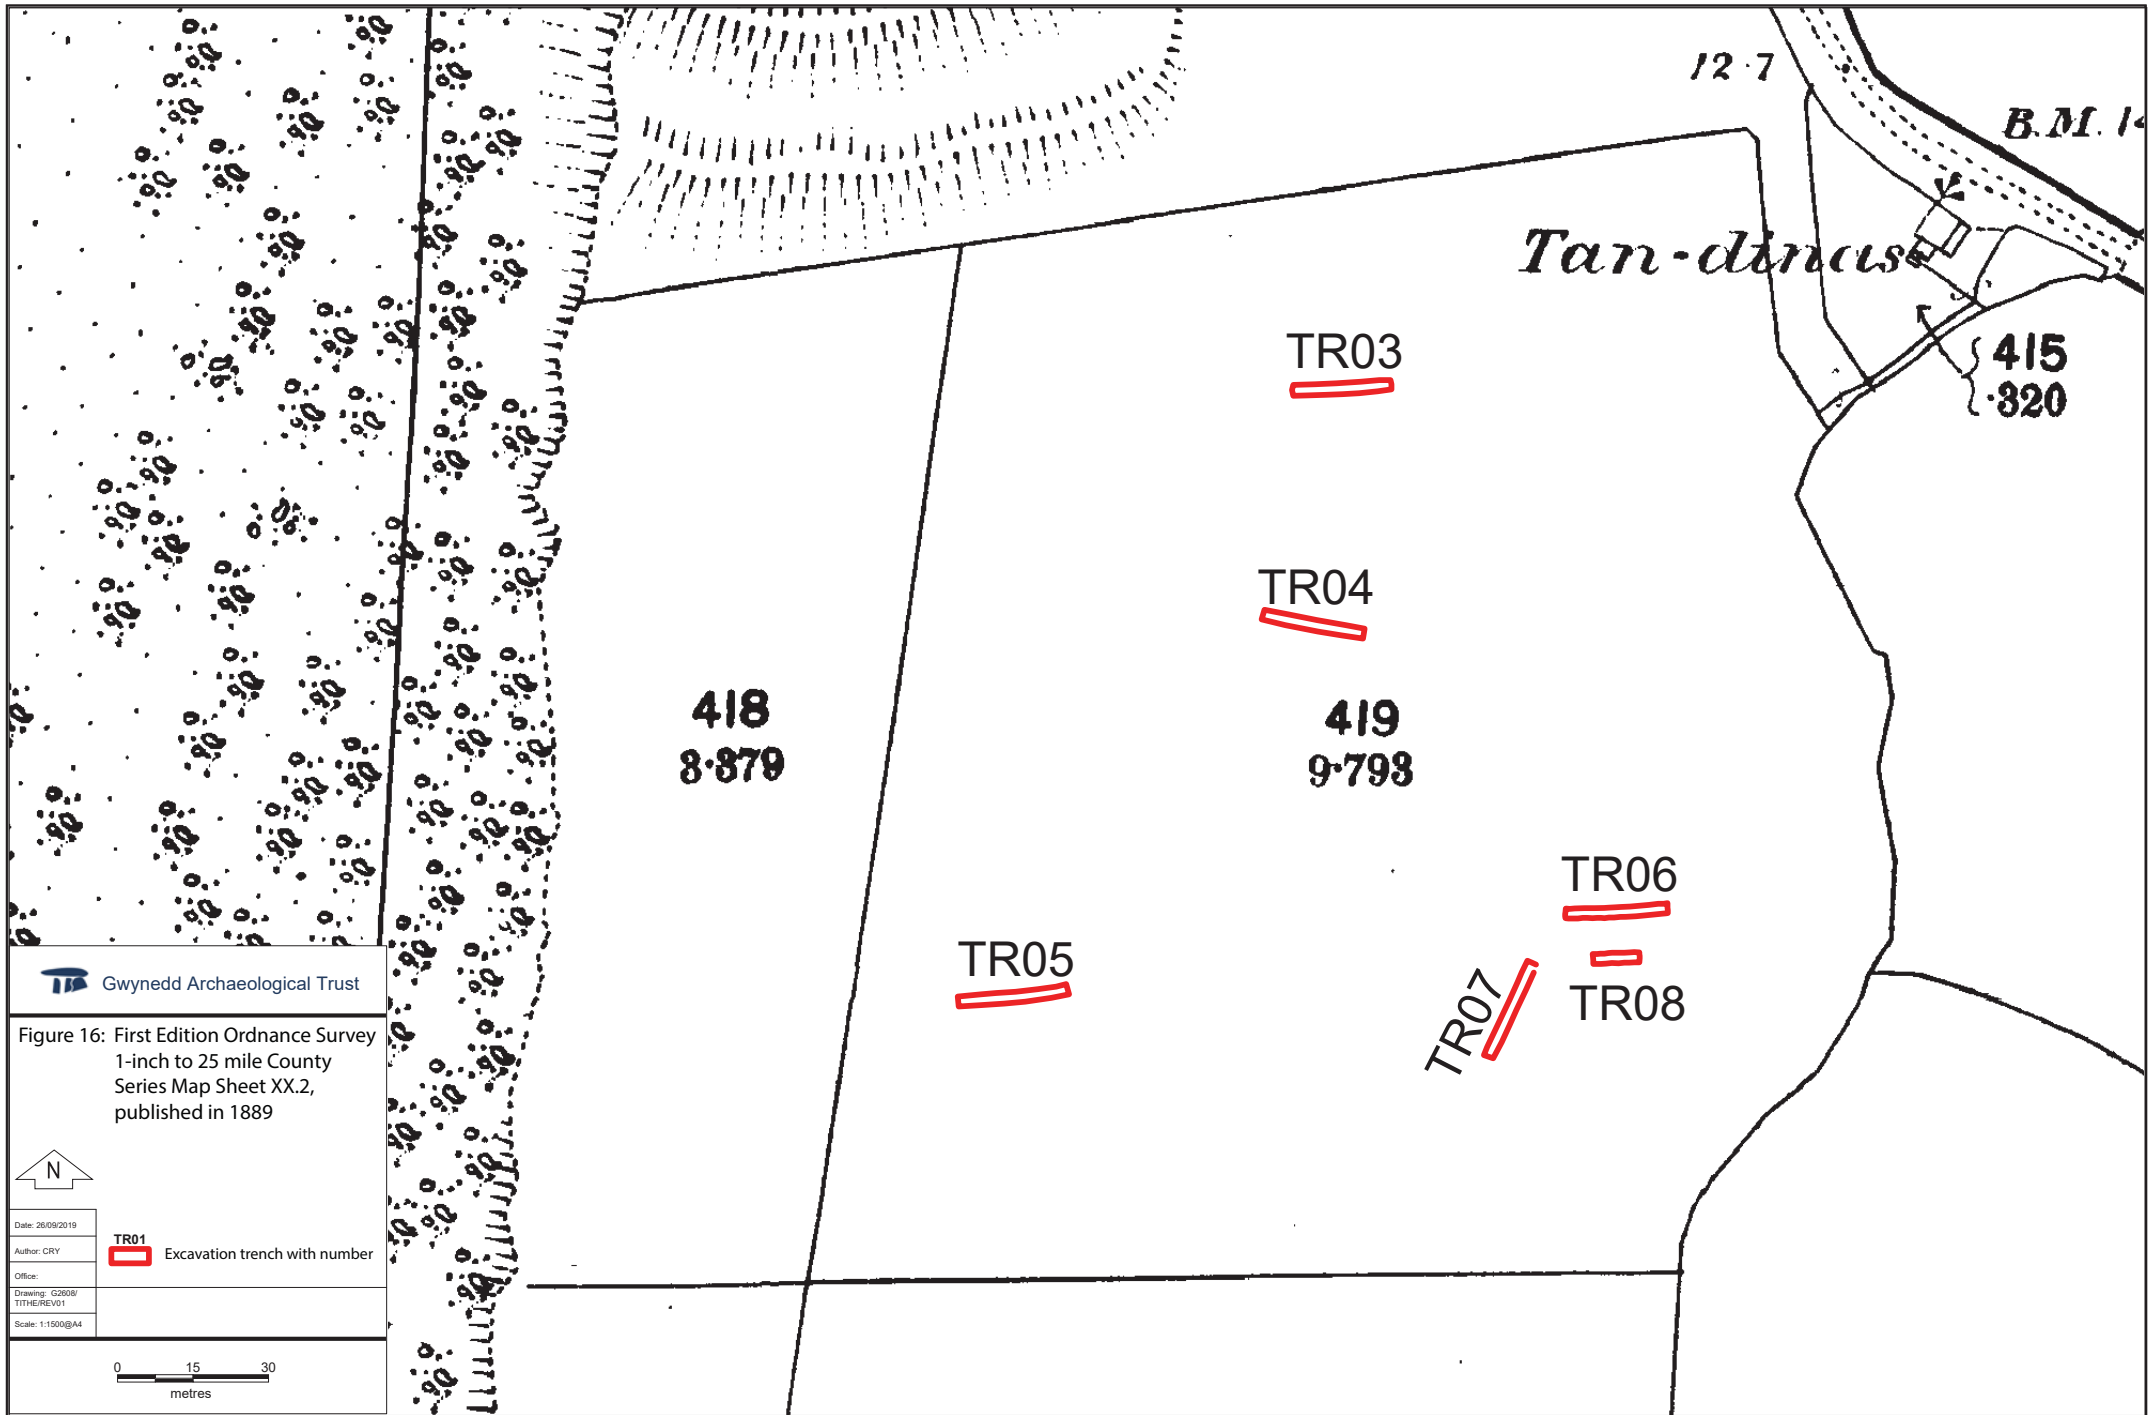 12·7
B.M. 14
Tan-dinas
415
·320
TR03
TR04
418
3·379
419
9·793
TR06
TR05
TR08
TR07
Gwynedd Archaeological Trust
Figure 16: First Edition Ordnance Survey
1-inch to 25 mile County
Series Map Sheet XX.2,
published in 1889
N
Date: 26/09/2019
Author: CRY
Office:
Drawing: G2608/
TITHE/REV01
Scale: 1:1500@A4
TR01
Excavation trench with number
0 15 30
metres